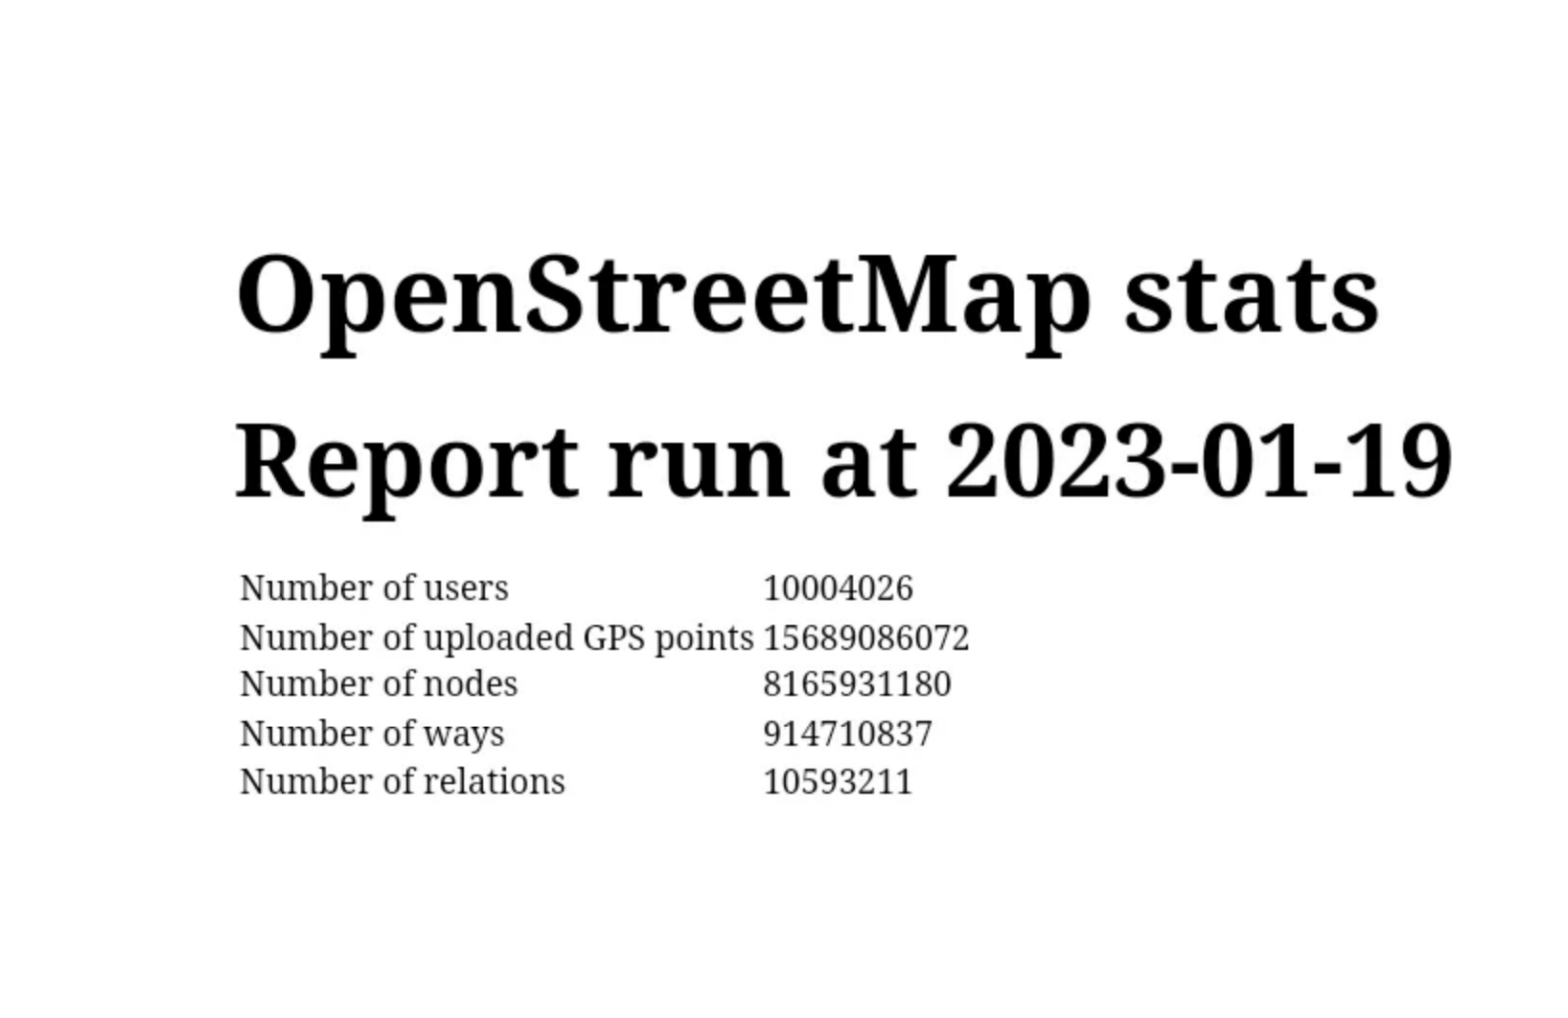 OpenStreetMap stats
Report run at 2023-01-19
Number of users 10004026
Number of uploaded GPS points 15689086072
Number of nodes 8165931180
Number of ways 914710837
Number of relations 10593211